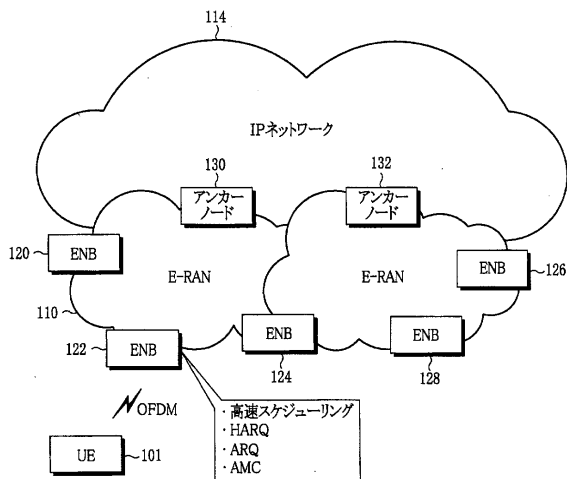 114
IPネットワーク
130
132
アンカー
ノード
アンカー
ノード
120
ENB
E-RAN
E-RAN
ENB
126
110
122
ENB
ENB
124
ENB
128
OFDM
・高速スケジューリング
・HARQ
・ARQ
・AMC
UE
101